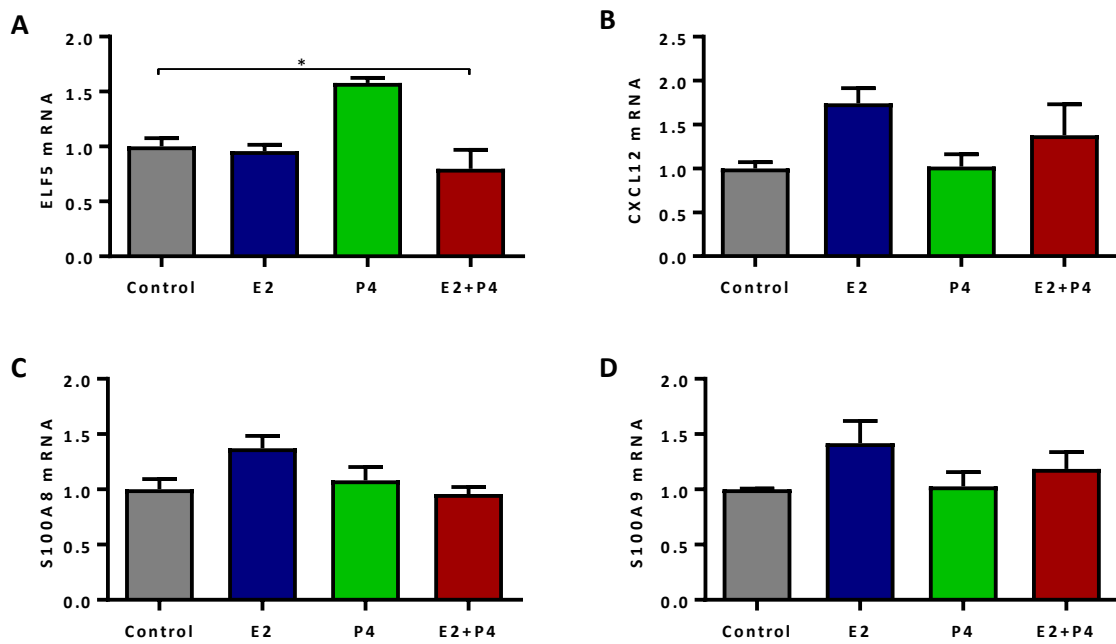 A
ELF5 mRNA
2.0
1.5
1.0
0.5
0.0
*
Control E2 P4 E2+P4
B
CXCL12 mRNA
2.5
2.0
1.5
1.0
0.5
0.0
Control E2 P4 E2+P4
C
S100A8 mRNA
2.0
1.5
1.0
0.5
0.0
Control E2 P4 E2+P4
D
S100A9 mRNA
2.0
1.5
1.0
0.5
0.0
Control E2 P4 E2+P4